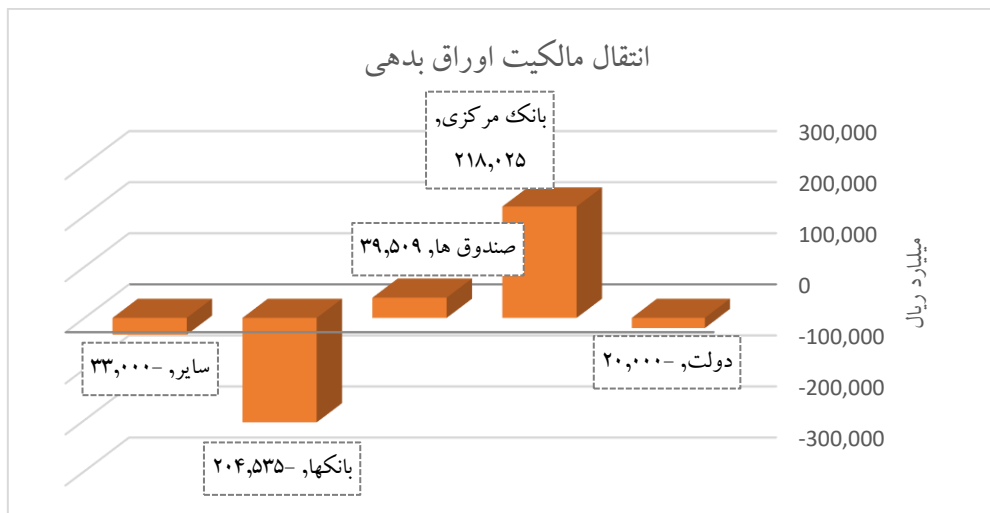 انتقال مالکیت اوراق بدهی
بانک مرکزی,
۲۱۸,۰۲۵
صندوق ها, ۳۹,۵۰۹
دولت, -۲۰,۰۰۰
سایر, -۳۳,۰۰۰
بانکها, -۲۰۴,۵۳۵
300,000
200,000
100,000
0
-100,000
-200,000
-300,000
میلیارد ریال